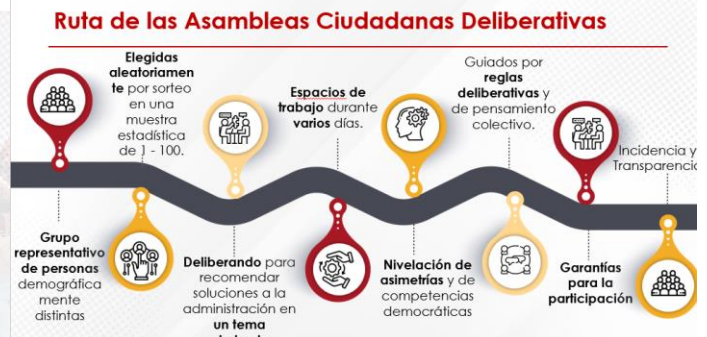 Ruta de las Asambleas Ciudadanas Deliberativas
Grupo
representativo
de personas
demográfica
mente
distintas
Elegidas
aleatoriamen
te por sorteo
en una
muestra
estadística
de 1 - 100.
Deliberando para
recomendar
soluciones a la
administración en
un tema
Espacios de
trabajo durante
varios días.
Nivelación de
asimetrías y de
competencias
democráticas
Guiados por
reglas
deliberativas y
de pensamiento
colectivo.
Garantías
para la
participación
Incidencia y
Transparencia